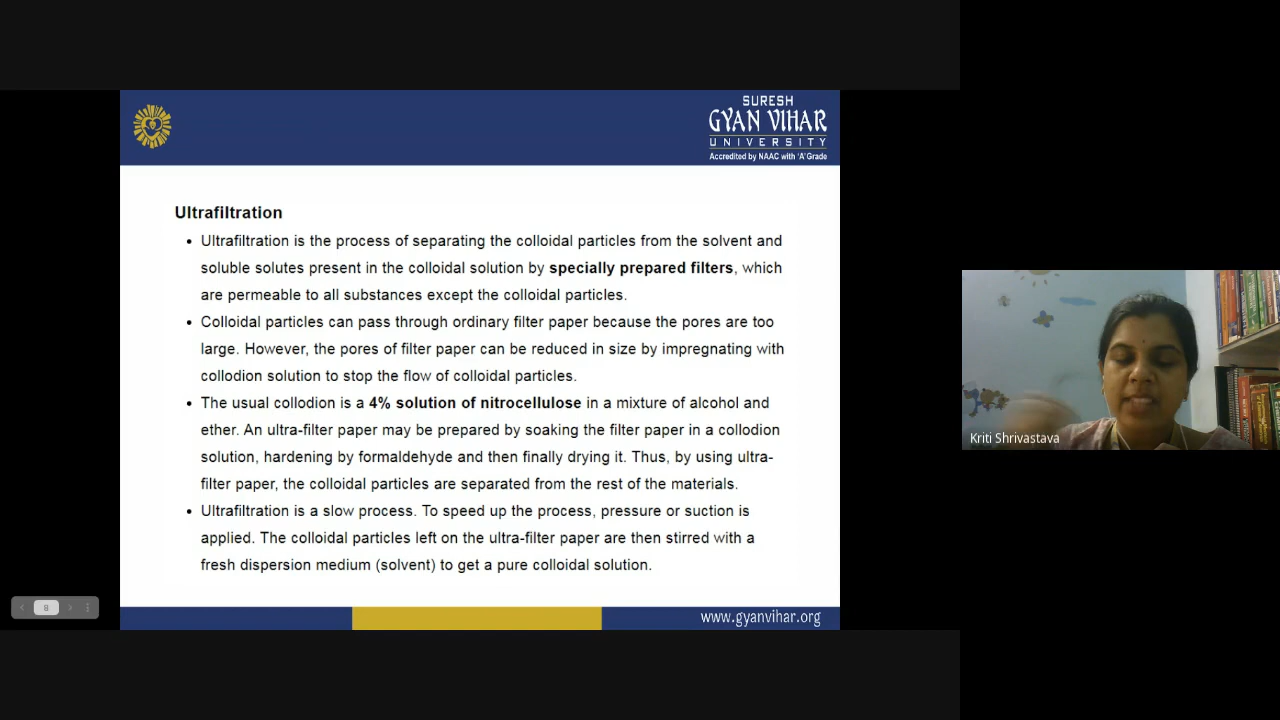 SURESH
GYAN VIHAR
UNIVERSITY
Accredited by NAAC with 'A' Grade
Ultrafiltration
• Ultrafiltration is the process of separating the colloidal particles from the solvent and
soluble solutes present in the colloidal solution by specially prepared filters, which
are permeable to all substances except the colloidal particles.
• Colloidal particles can pass through ordinary filter paper because the pores are too
large. However, the pores of filter paper can be reduced in size by impregnating with
collodion solution to stop the flow of colloidal particles.
• The usual collodion is a 4% solution of nitrocellulose in a mixture of alcohol and
ether. An ultra-filter paper may be prepared by soaking the filter paper in a collodion
solution, hardening by formaldehyde and then finally drying it. Thus, by using ultra-
filter paper, the colloidal particles are separated from the rest of the materials.
• Ultrafiltration is a slow process. To speed up the process, pressure or suction is
applied. The colloidal particles left on the ultra-filter paper are then stirred with a
fresh dispersion medium (solvent) to get a pure colloidal solution.
8
www.gyanvihar.org
Kriti Shrivastava